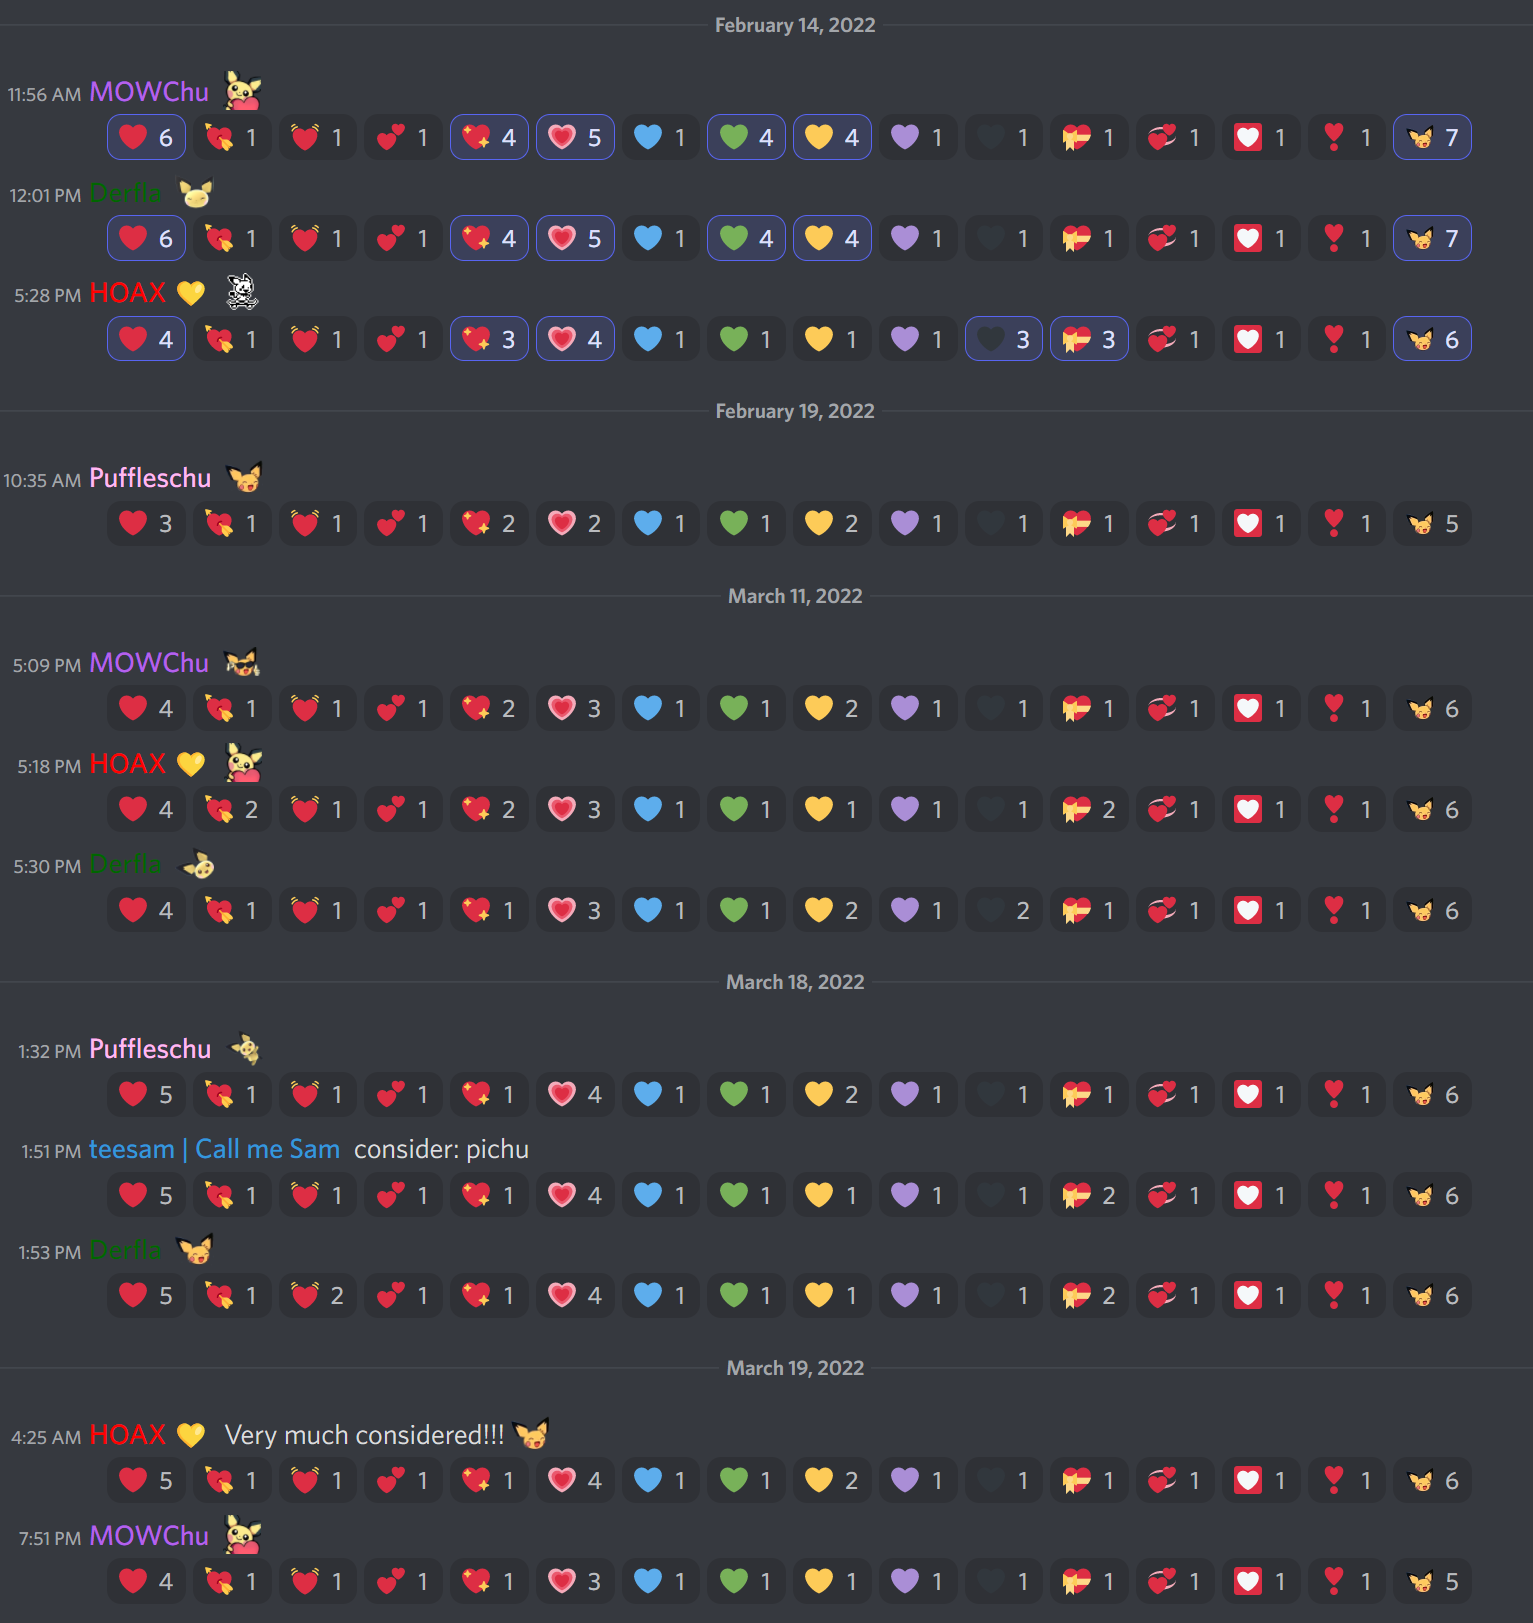 February 14, 2022
11:56 AM MOWChu
6 1 1 1 4 5 1 4 4 1 1 1 1 1 1 7
12:01 PM Derfla
6 1 1 1 4 5 1 4 4 1 1 1 1 1 1 7
5:28 PM HOAX
4 1 1 1 3 4 1 1 1 1 3 3 1 1 1 6
February 19, 2022
10:35 AM Puffleschu
3 1 1 1 2 2 1 1 2 1 1 1 1 1 1 5
March 11, 2022
5:09 PM MOWChu
4 1 1 1 2 3 1 1 2 1 1 1 1 1 1 6
5:18 PM HOAX
4 2 1 1 2 3 1 1 1 1 1 2 1 1 1 6
5:30 PM Derfla
4 1 1 1 1 3 1 1 2 1 2 1 1 1 1 6
March 18, 2022
1:32 PM Puffleschu
5 1 1 1 1 4 1 1 2 1 1 1 1 1 1 6
1:51 PM teesam | Call me Sam consider: pichu
5 1 1 1 1 4 1 1 1 1 1 2 1 1 1 6
1:53 PM Derfla
5 1 2 1 1 4 1 1 1 1 1 2 1 1 1 6
March 19, 2022
4:25 AM HOAX Very much considered!!!
5 1 1 1 1 4 1 1 2 1 1 1 1 1 1 6
7:51 PM MOWChu
4 1 1 1 1 3 1 1 1 1 1 1 1 1 1 5